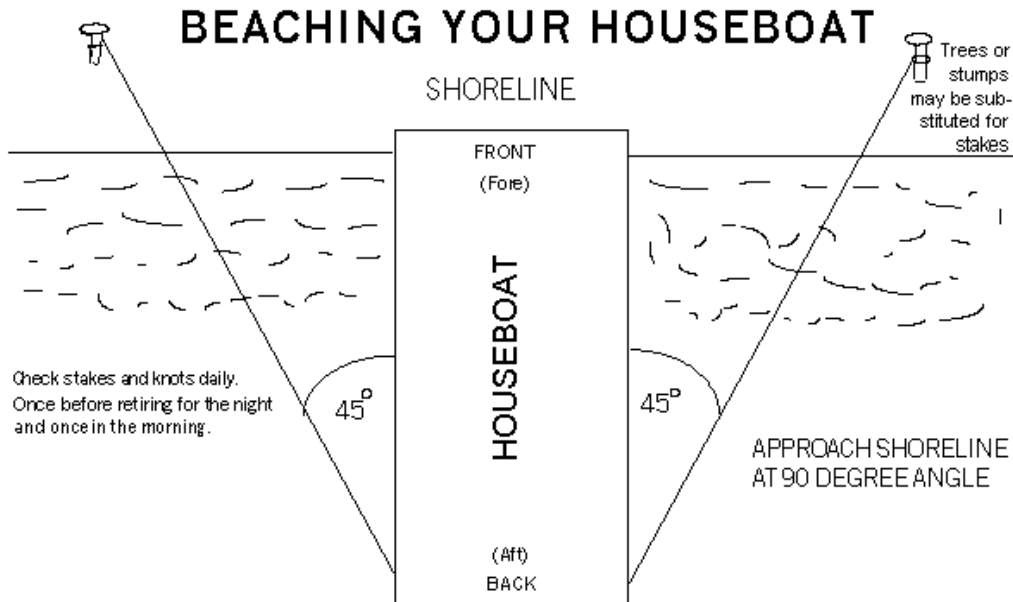 BEACHING YOUR HOUSEBOAT
SHORELINE
Trees or
stumps
may be sub-
stituted for
stakes
FRONT
(Fore)
HOUSEBOAT
Check stakes and knots daily.
Once before retiring for the night
and once in the morning.
45°
45°
APPROACH SHORELINE
AT 90 DEGREE ANGLE
(Aft)
BACK